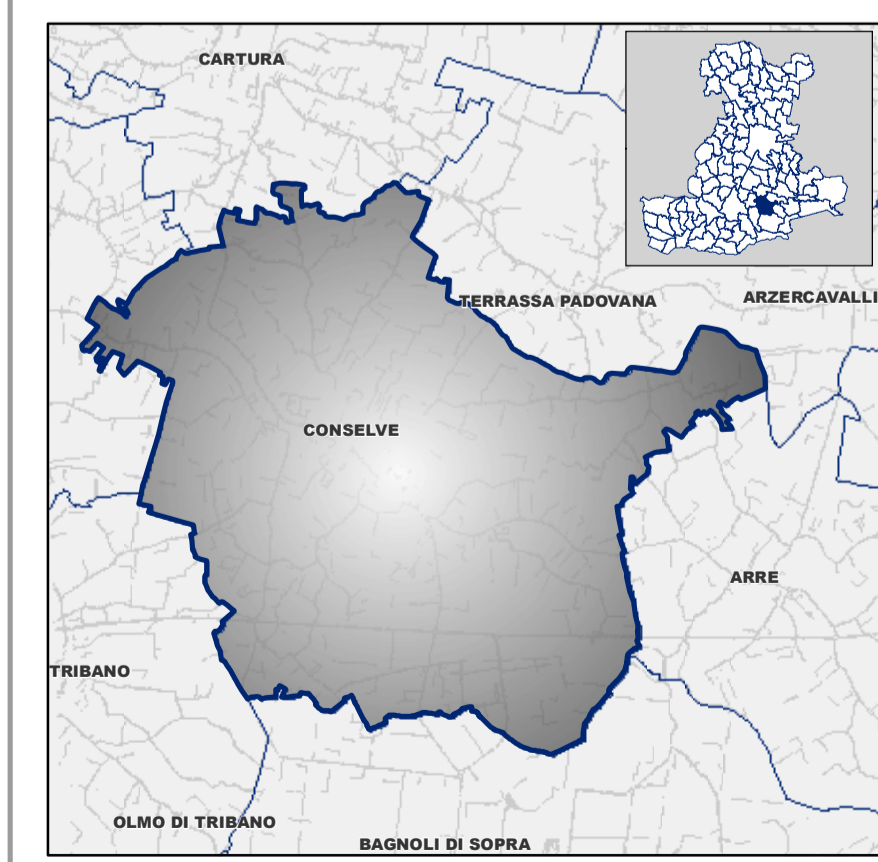 CARTURA
TERRASSA PADOVANA
ARZERCAVALLI
CONSELVE
ARRE
TRIBANO
OLMO DI TRIBANO
BAGNOLI DI SOPRA